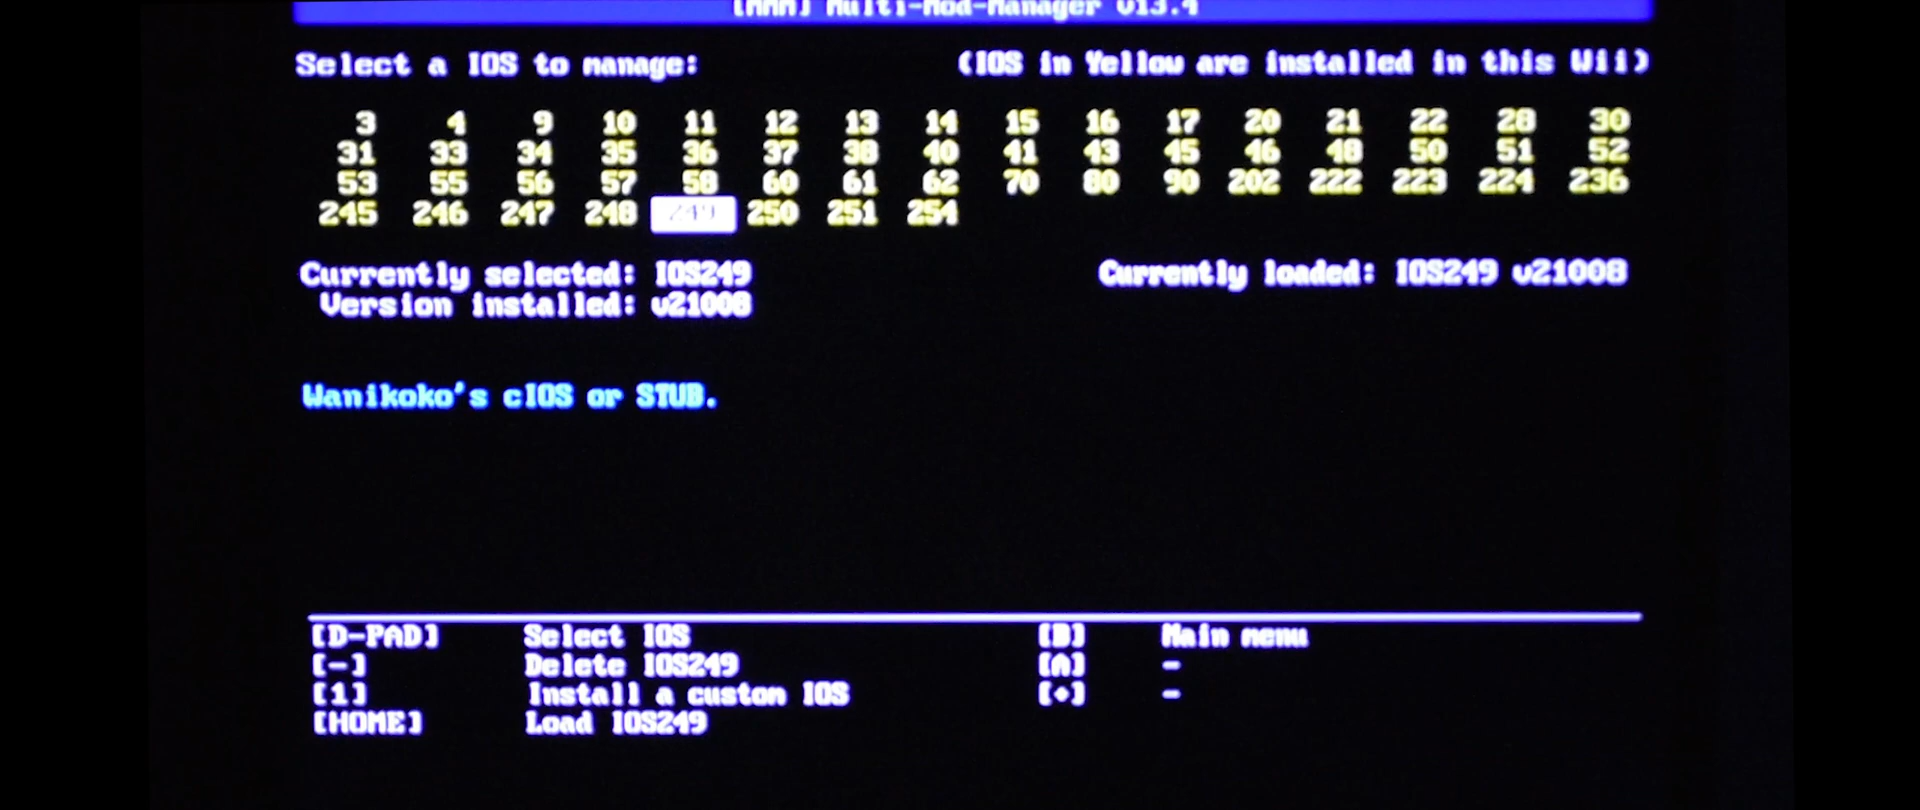 [MMM] Multi-Mod-Manager v13.4
Select a IOS to manage: (IOS in Yellow are installed in this Wii)
3 4 9 10 11 12 13 14 15 16 17 20 21 22 28 30
31 33 34 35 36 37 38 40 41 43 45 46 48 50 51 52
53 55 56 57 58 60 61 62 70 80 90 202 222 223 224 236
245 246 247 248 249 250 251 254
Currently selected: IOS249 Currently loaded: IOS249 v21008
Version installed: v21008
Wanikoko's cIOS or STUB.
[D-PAD] Select IOS [B] Main menu
[-] Delete IOS249 [A] -
[1] Install a custom IOS [+] -
[HOME] Load IOS249